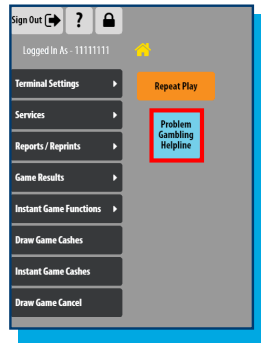 Sign Out ?
Logged In As - 11111111
Terminal Settings
Repeat Play
Services
Problem
Gambling
Helpline
Reports / Reprints
Game Results
Instant Game Functions
Draw Game Cashes
Instant Game Cashes
Draw Game Cancel